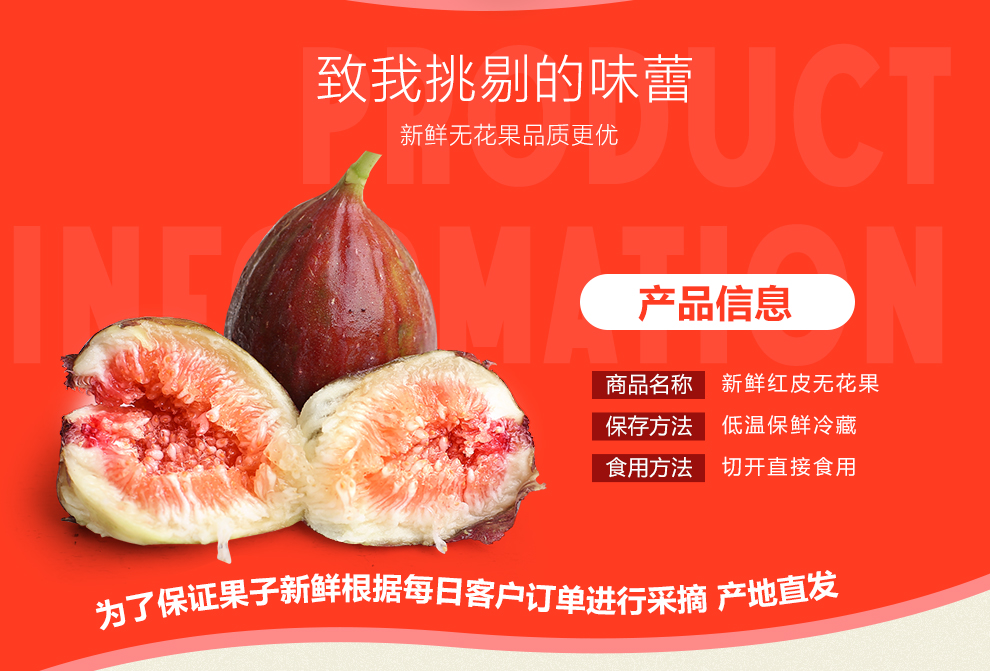 致我挑剔的味蕾
新鲜无花果品质更优
PRODUCT
INFORMATION
产品信息
商品名称 新鲜红皮无花果
保存方法 低温保鲜冷藏
食用方法 切开直接食用
为了保证果子新鲜根据每日客户订单进行采摘 产地直发